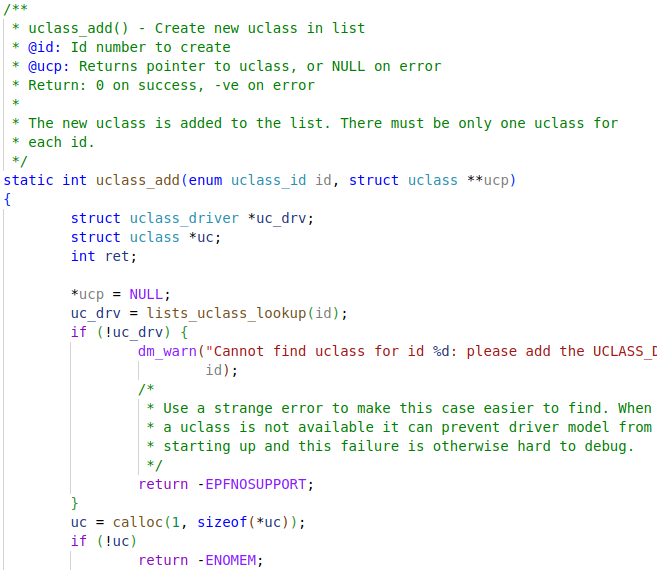 /**
 * uclass_add() - Create new uclass in list
 * @id: Id number to create
 * @ucp: Returns pointer to uclass, or NULL on error
 * Return: 0 on success, -ve on error
 *
 * The new uclass is added to the list. There must be only one uclass for
 * each id.
 */
static int uclass_add(enum uclass_id id, struct uclass **ucp)
{
        struct uclass_driver *uc_drv;
        struct uclass *uc;
        int ret;

        *ucp = NULL;
        uc_drv = lists_uclass_lookup(id);
        if (!uc_drv) {
                dm_warn("Cannot find uclass for id %d: please add the UCLASS_D
                        id);
                /*
                 * Use a strange error to make this case easier to find. When
                 * a uclass is not available it can prevent driver model from
                 * starting up and this failure is otherwise hard to debug.
                 */
                return -EPFNOSUPPORT;
        }
        uc = calloc(1, sizeof(*uc));
        if (!uc)
                return -ENOMEM;